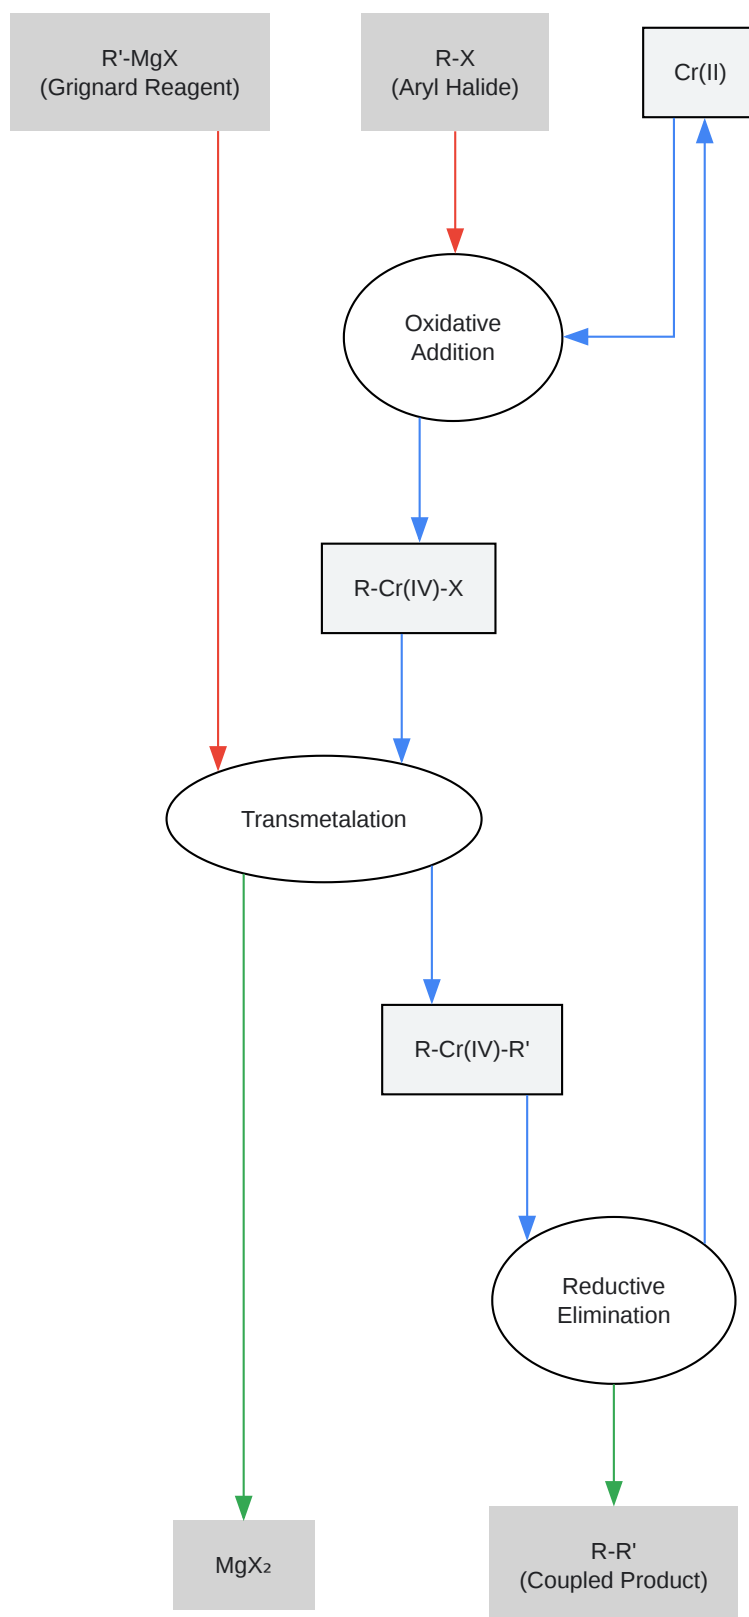 R'-MgX
(Grignard Reagent)
R-X
(Aryl Halide)
Cr(II)
Oxidative
Addition
R-Cr(IV)-X
Transmetalation
R-Cr(IV)-R'
Reductive
Elimination
MgX₂
R-R'
(Coupled Product)